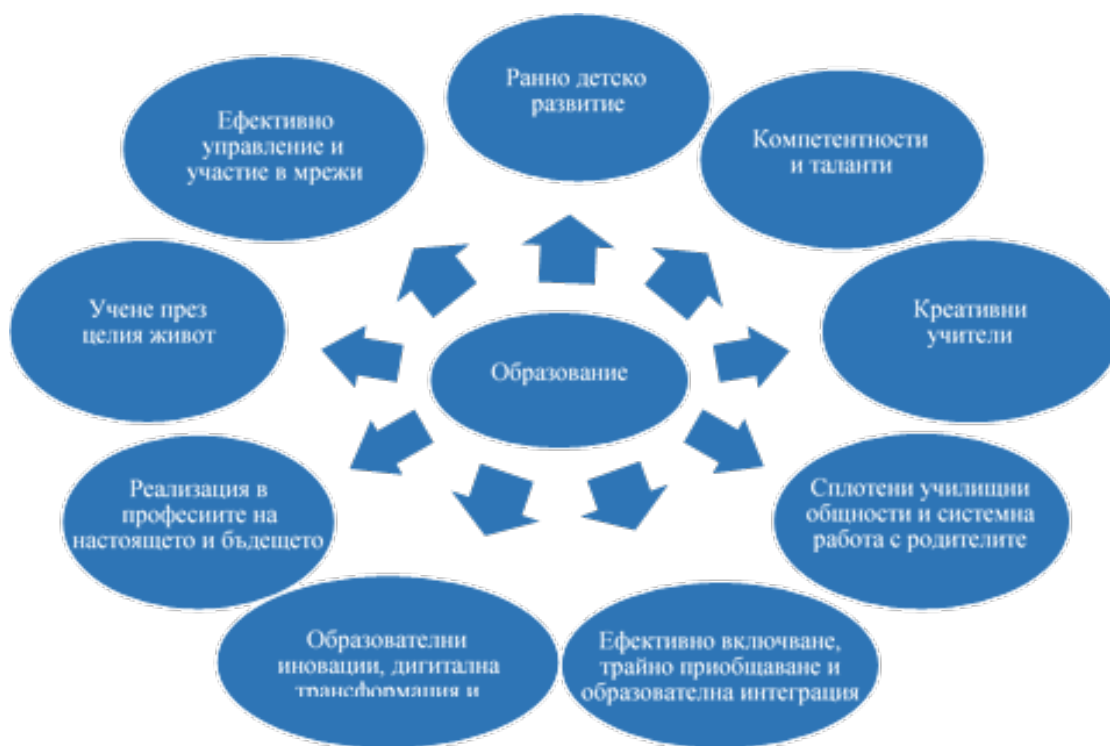 Ранно детско
развитие
Компетентности
и таланти
Креативни
учители
Сплотени училищни
общности и системна
работа с родителите
Ефективно включване,
трайно приобщаване и
образователна интеграция
Образователни
иновации, дигитална
трансформация и
Реализация в
професиите на
настоящето и бъдещето
Учене през
целия живот
Ефективно
управление и
участие в мрежи
Образование